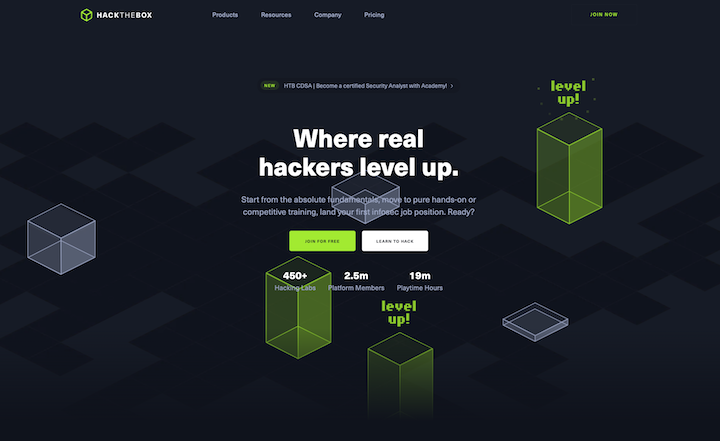 HACKTHEBOX
Products
Resources
Company
Pricing
JOIN NOW
NEW
HTB CDSA | Become a certified Security Analyst with Academy! ›
level
up!
Where real
hackers level up.
Start from the absolute fundamentals, move to pure hands-on or
competitive training, land your first infosec job position. Ready?
JOIN FOR FREE
LEARN TO HACK
450+
Hacking Labs
2.5m
Platform Members
19m
Playtime Hours
level
up!